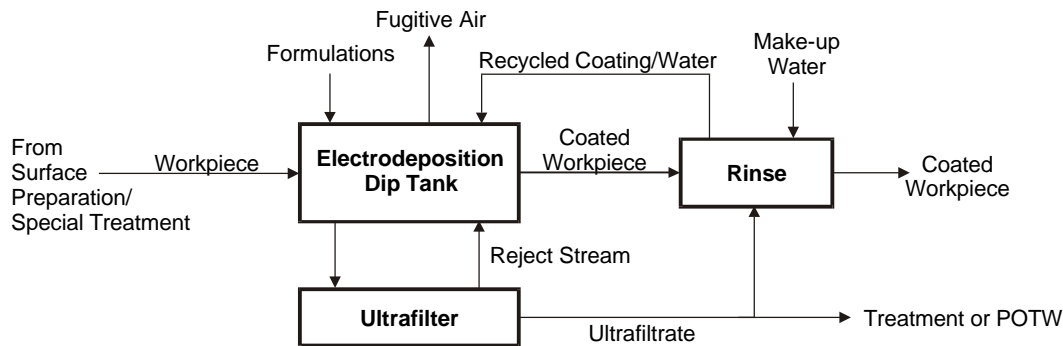 Fugitive Air
Formulations
Make-up
Water
Recycled Coating/Water
From
Surface
Preparation/
Special Treatment
Workpiece
Electrodeposition
Dip Tank
Coated
Workpiece
Rinse
Coated
Workpiece
Reject Stream
Ultrafilter
Ultrafiltrate
Treatment or POTW